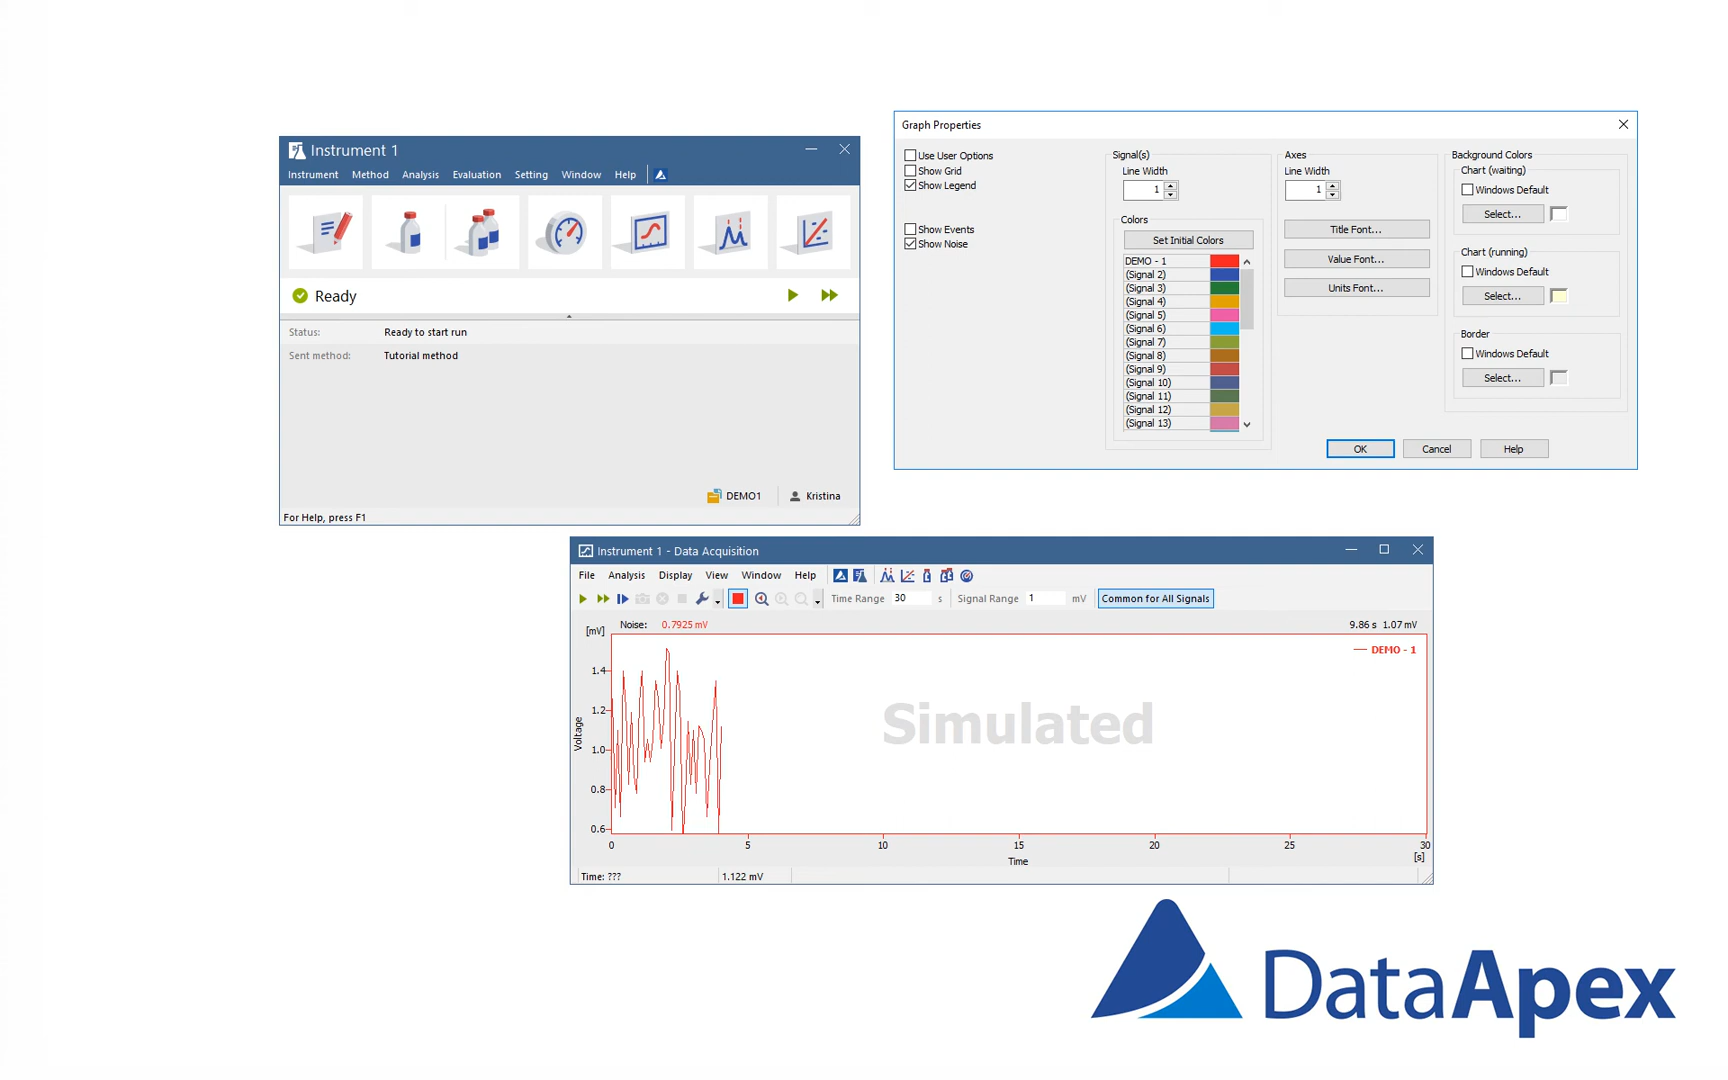 Instrument 1
Instrument Method Analysis Evaluation Setting Window Help
Ready
Status: Ready to start run
Sent method: Tutorial method
DEMO1 Kristina
For Help, press F1
Graph Properties
Use User Options
Show Grid
Show Legend
Show Events
Show Noise
Signal(s)
Line Width
1
Colors
Set Initial Colors
DEMO - 1
(Signal 2)
(Signal 3)
(Signal 4)
(Signal 5)
(Signal 6)
(Signal 7)
(Signal 8)
(Signal 9)
(Signal 10)
(Signal 11)
(Signal 12)
(Signal 13)
Axes
Line Width
1
Title Font...
Value Font...
Units Font...
Background Colors
Chart (waiting)
Windows Default
Select...
Chart (running)
Windows Default
Select...
Border
Windows Default
Select...
OK Cancel Help
Instrument 1 - Data Acquisition
File Analysis Display View Window Help
Time Range 30 s Signal Range 1 mV Common for All Signals
Noise: 0.7925 mV 9.86 s 1.07 mV
[mV]
DEMO - 1
1.4
1.2
1.0
0.8
0.6
Voltage
Simulated
0 5 10 15 20 25 30
Time [s]
Time: ??? 1.122 mV
DataApex